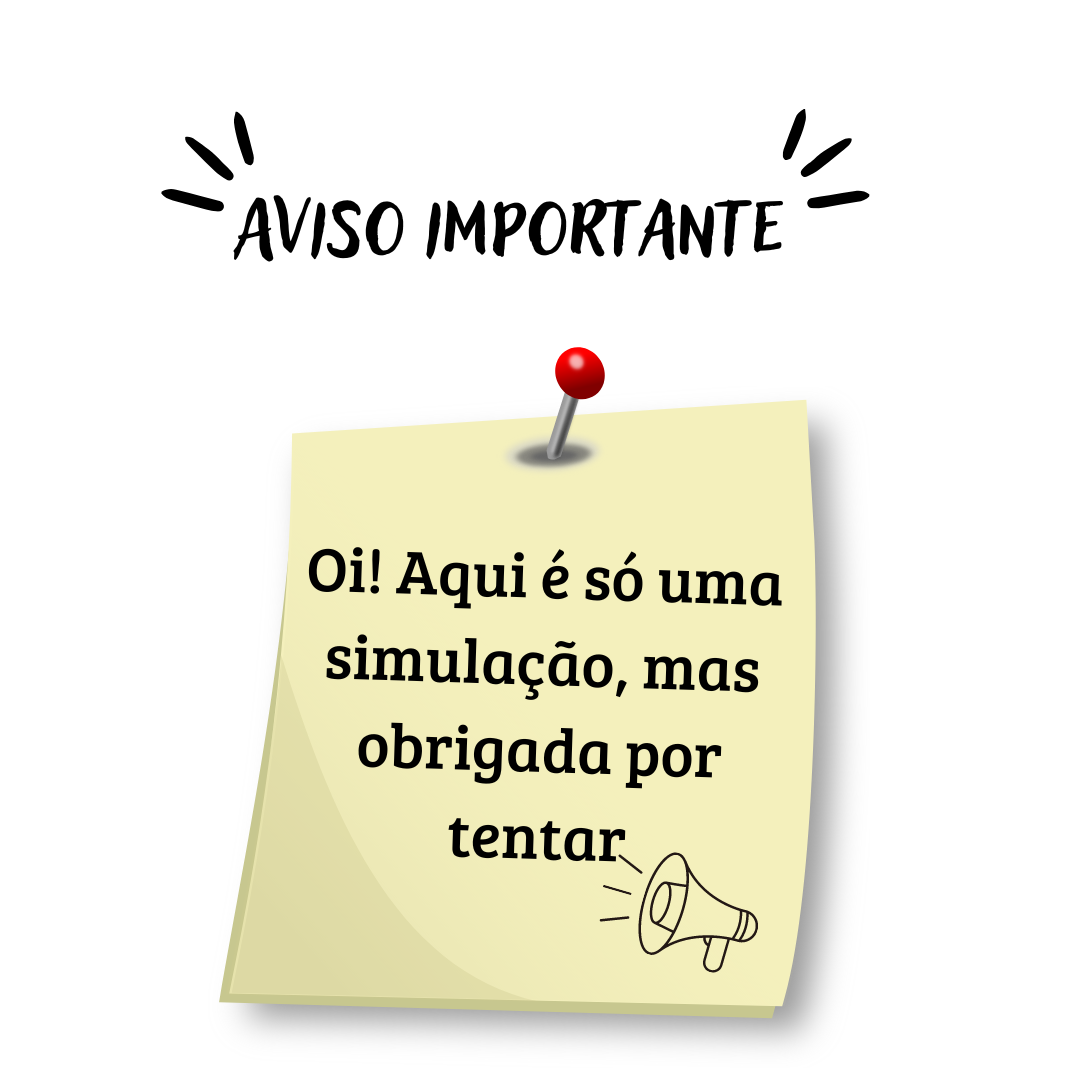 AVISO IMPORTANTE
Oi! Aqui é só uma
simulação, mas
obrigada por
tentar